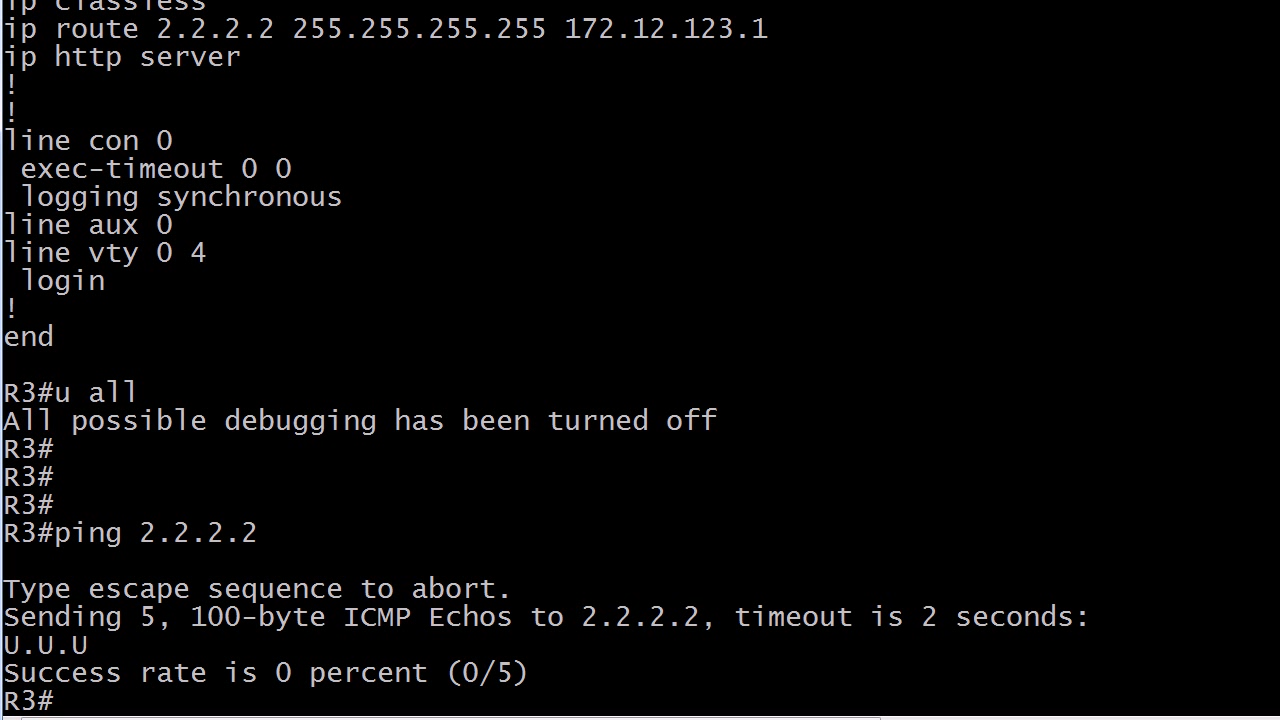 ip classless
ip route 2.2.2.2 255.255.255.255 172.12.123.1
ip http server
!
!
line con 0
 exec-timeout 0 0
 logging synchronous
line aux 0
line vty 0 4
 login
!
end

R3#u all
All possible debugging has been turned off
R3#
R3#
R3#
R3#ping 2.2.2.2

Type escape sequence to abort.
Sending 5, 100-byte ICMP Echos to 2.2.2.2, timeout is 2 seconds:
U.U.U
Success rate is 0 percent (0/5)
R3#